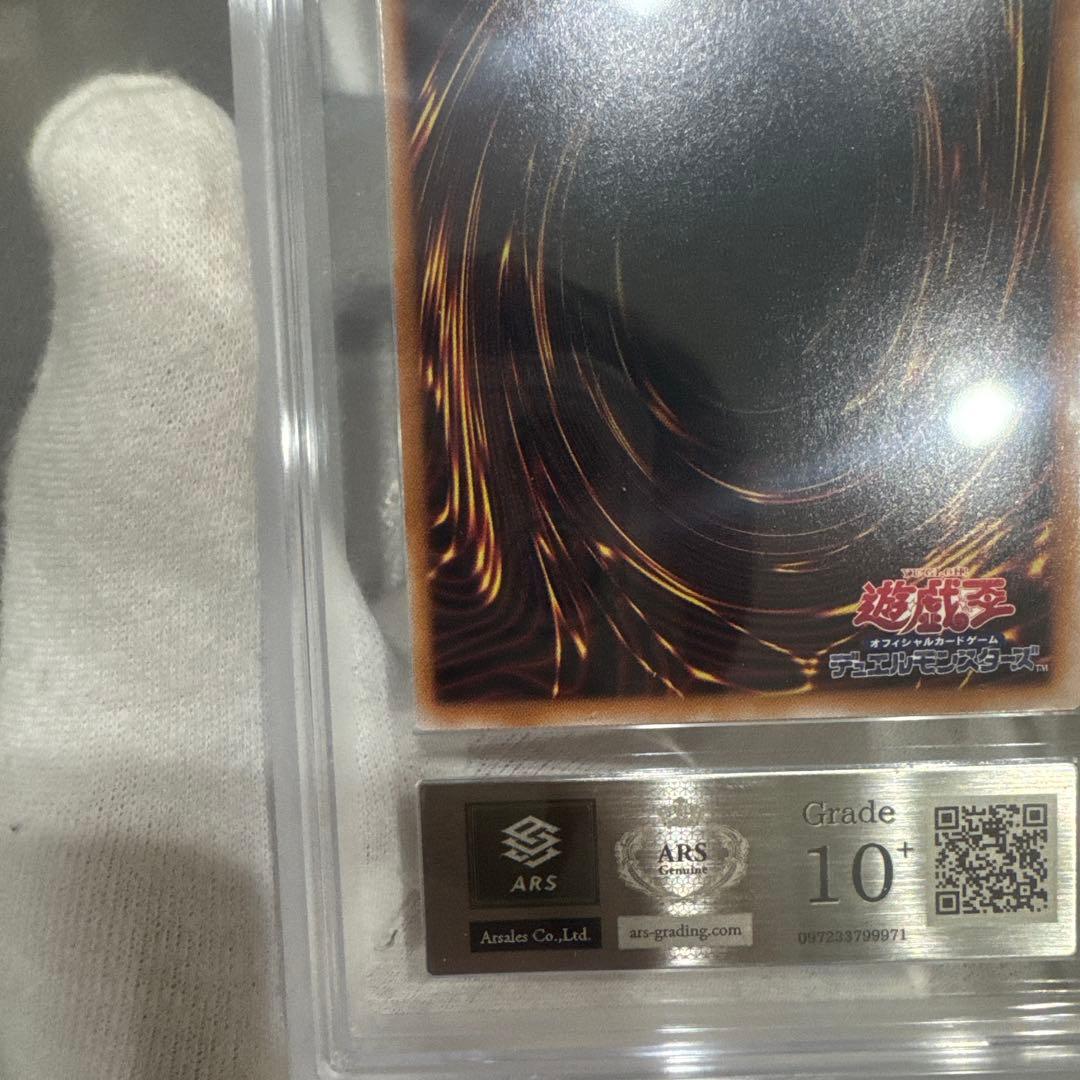 YU-GI-OH!
遊戯王
オフィシャルカードゲーム
デュエルモンスターズ™
ARS
Arsales Co.,Ltd.
ARS
Genuine
ars-grading.com
Grade
10+
097233799971